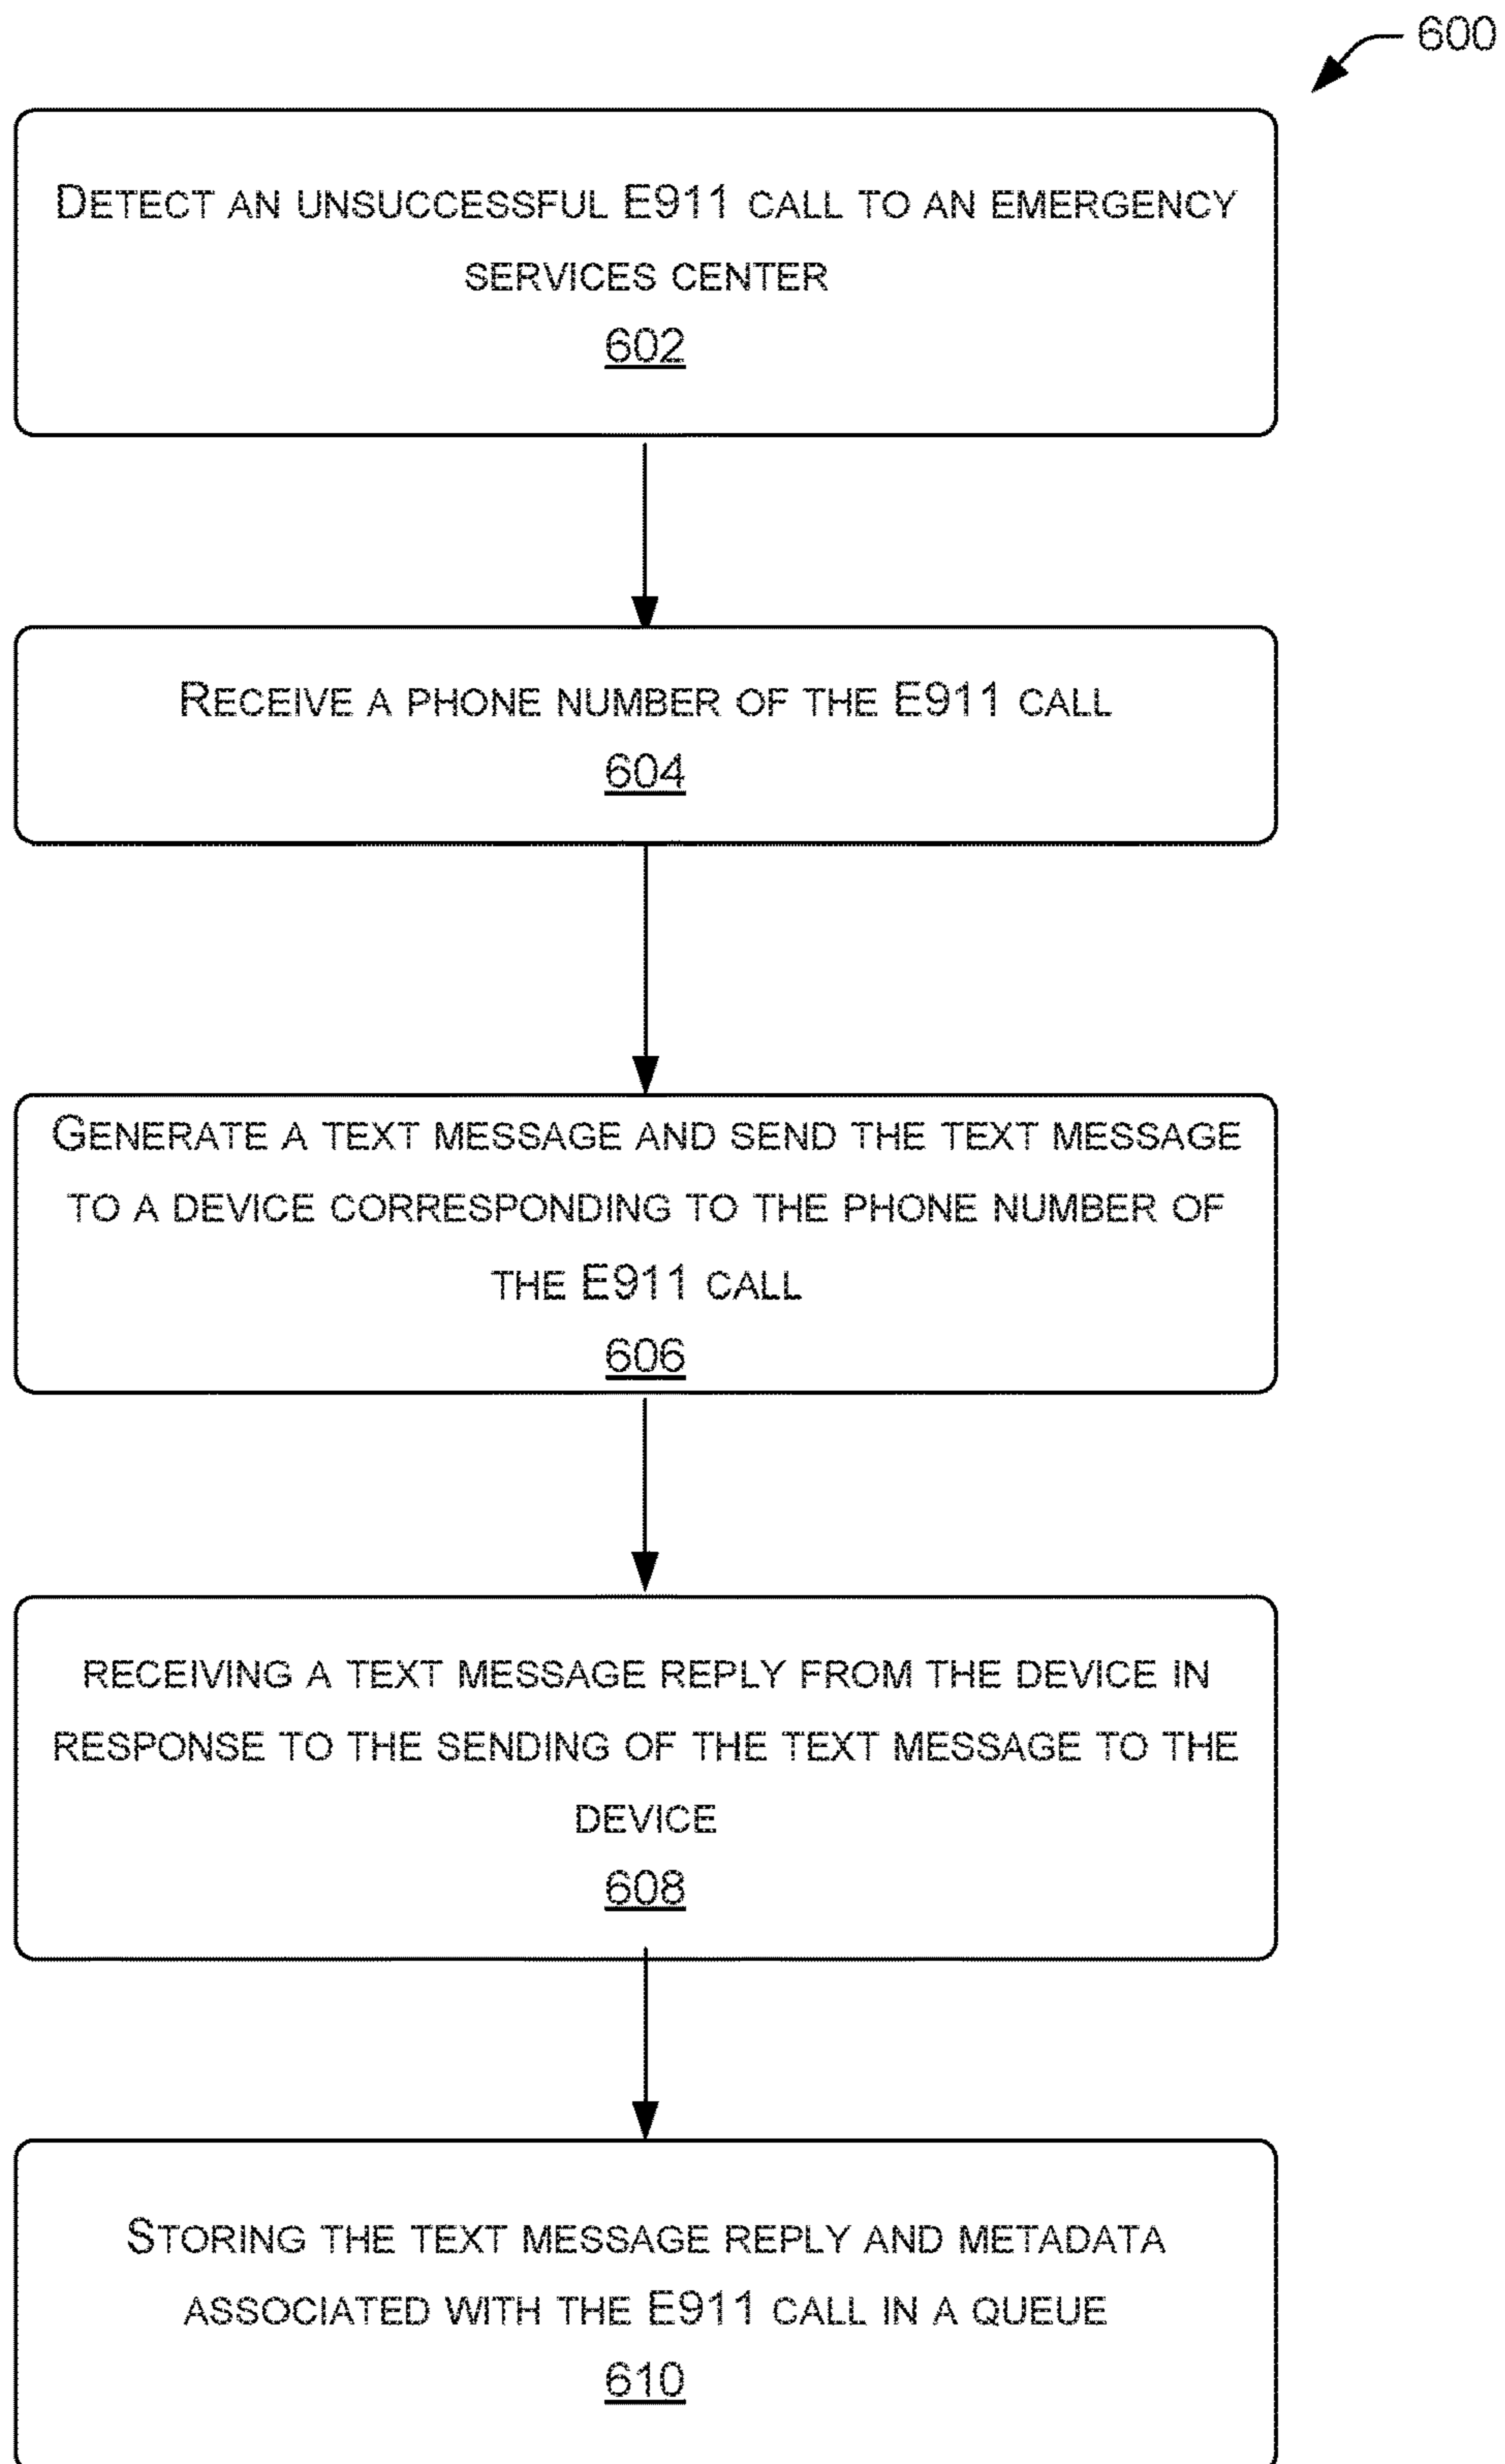 600
DETECT AN UNSUCCESSFUL E911 CALL TO AN EMERGENCY
SERVICES CENTER
602
RECEIVE A PHONE NUMBER OF THE E911 CALL
604
GENERATE A TEXT MESSAGE AND SEND THE TEXT MESSAGE
TO A DEVICE CORRESPONDING TO THE PHONE NUMBER OF
THE E911 CALL
606
RECEIVING A TEXT MESSAGE REPLY FROM THE DEVICE IN
RESPONSE TO THE SENDING OF THE TEXT MESSAGE TO THE
DEVICE
608
STORING THE TEXT MESSAGE REPLY AND METADATA
ASSOCIATED WITH THE E911 CALL IN A QUEUE
610